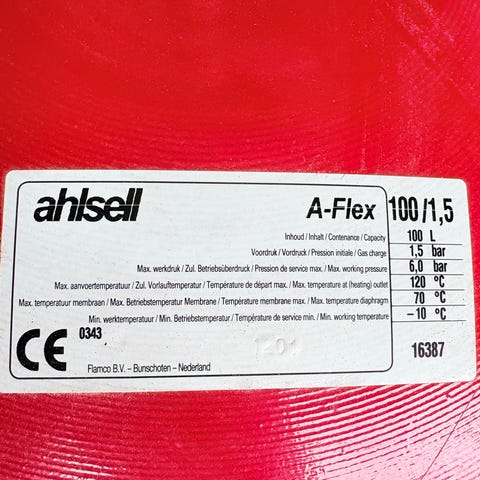 ahlsell A-Flex 100/1,5
Inhoud / Inhalt / Contenance / Capacity 100 L
Voordruk / Vordruck / Pression initiale / Gas charge 1,5 bar
Max. werkdruk / Zul. Betriebsüberdruck / Pression de service max. / Max. working pressure 6,0 bar
Max. aanvoertemperatuur / Zul. Vorlauftemperatur / Température de départ max. / Max. temperature at (heating) outlet 120 °C
Max. temperatuur membraan / Max. Betriebstemperatur Membrane / Température membrane max. / Max. temperature diaphragm 70 °C
Min. werktemperatuur / Min. Betriebstemperatur / Température de service min. / Min. working temperature –10 °C
CE 0343
1201
16387
Flamco B.V. – Bunschoten – Nederland